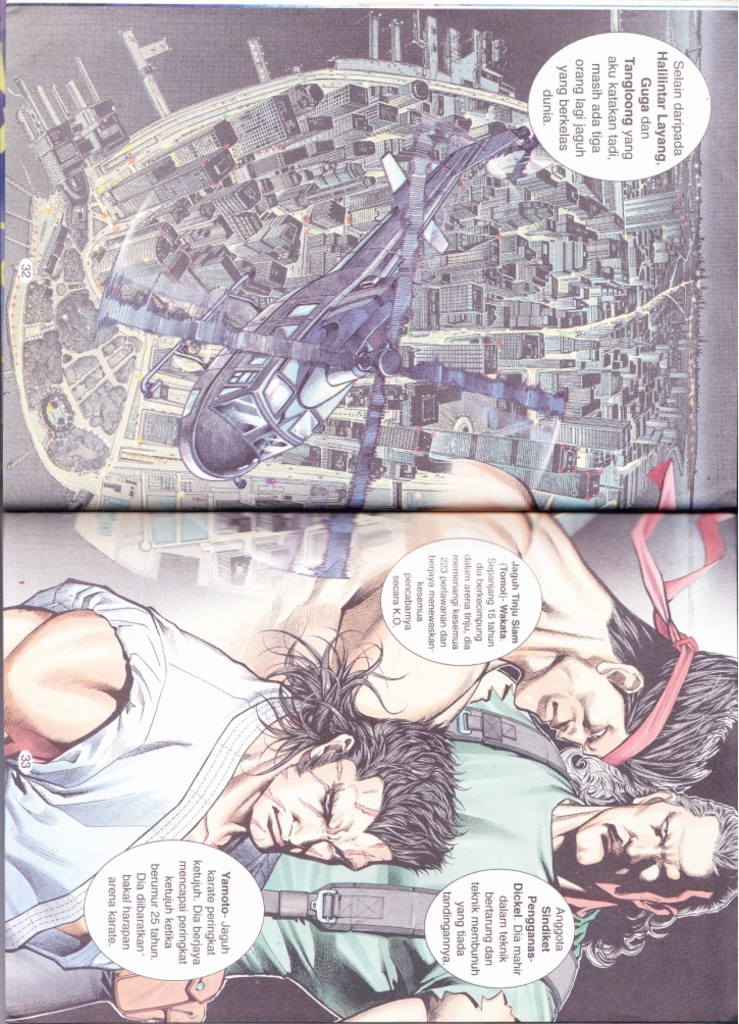 Selain daripada
Halilintar Layang,
Guga dan
Tangloong yang
aku katakan tadi,
masih ada tiga
orang lagi jaguh
yang berkelas
dunia.
32
Jaguh Tinju Siam
(Tomoi)- Wakata.
Sepanjang 15 tahun
dia berkecimpung
dalam arena tinju, dia
memenangi kesemua
223 perlawanan dan
berjaya menewaskan
kesemua
pencabarnya
secara K.O.
Anggota
Sindiket
Pengganas-
Dickel. Dia mahir
dalam teknik
bertarung dan
teknik membunuh
yang tiada
tandingannya
Yamoto- Jaguh
karate peringkat
ketujuh. Dia berjaya
mencapai peringkat
ketujuh ketika
berumur 25 tahun.
Dia diibaratkan
bakal harapan
arena karate.
33